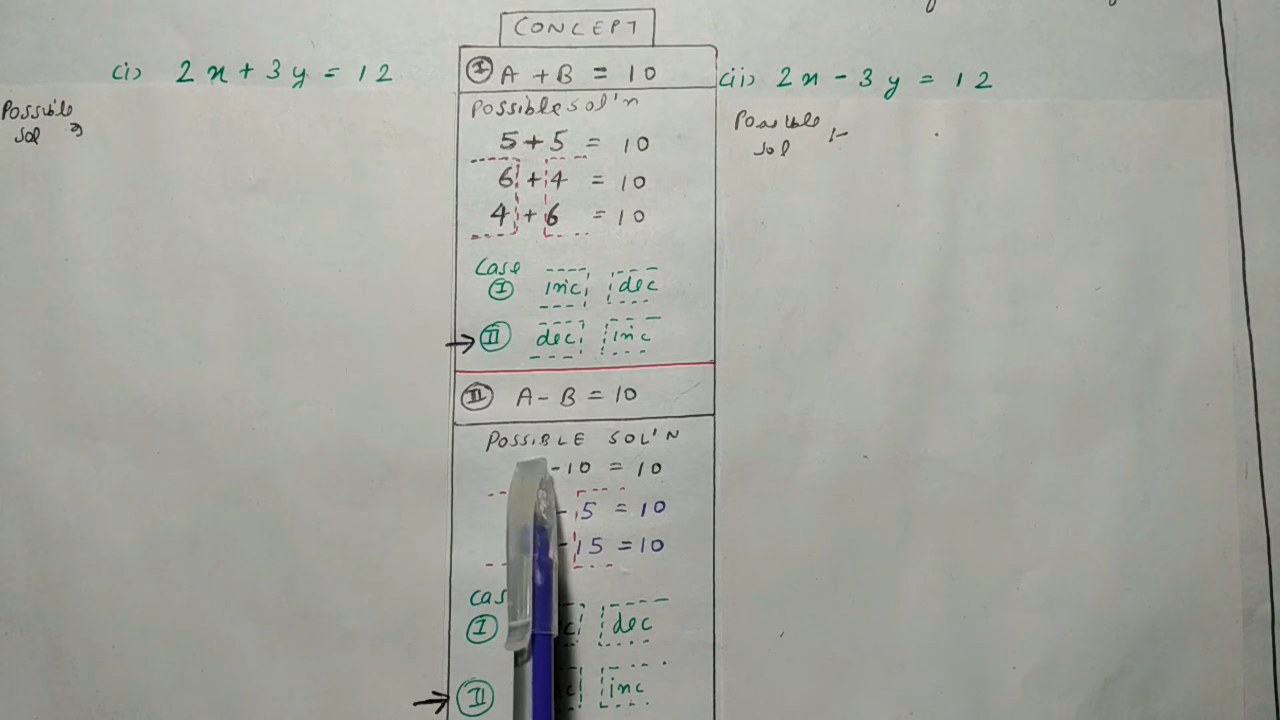 CONCEPT
(i) 2x + 3y = 12
Possible
sol
I A + B = 10
Possible sol'n
5 + 5 = 10
6 + 4 = 10
4 + 6 = 10
Case
I inc dec
→ II dec inc
II A - B = 10
POSSIBLE SOL'N
-10 = 10
- 5 = 10
-15 = 10
Cas
I c dec
→ II c inc
(ii) 2x - 3y = 12
Possible
sol :-